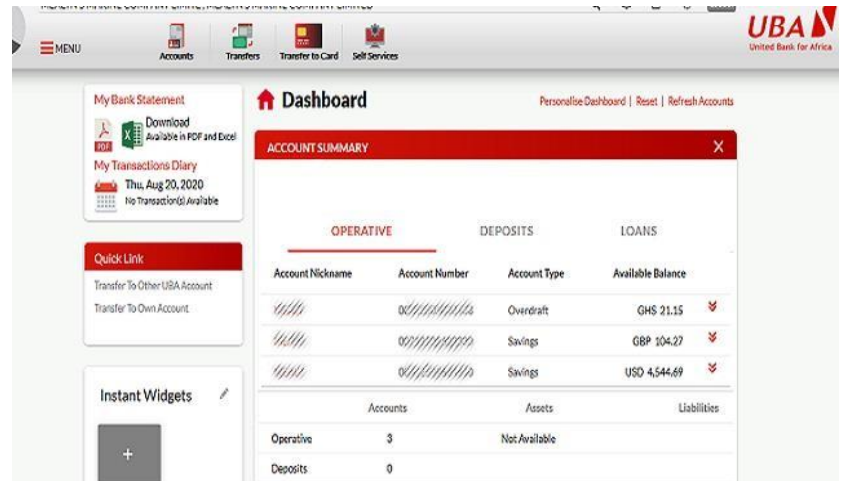 UBA
United Bank for Africa
MENU
Accounts
Transfers
Transfer to Card
Self Services
My Bank Statement
Download
Available in PDF and Excel
PDF
My Transactions Diary
Thu, Aug 20, 2020
No Transaction(s) Available
Quick Link
Transfer To Other UBA Account
Transfer To Own Account
Instant Widgets
+
Dashboard
Personalise Dashboard | Reset | Refresh Accounts
ACCOUNT SUMMARY X
OPERATIVE DEPOSITS LOANS
Account Nickname Account Number Account Type Available Balance
Overdraft GHS 21.15
Savings GBP 104.27
Savings USD 4,544.69
Accounts Assets Liabilities
Operative 3 Not Available
Deposits 0